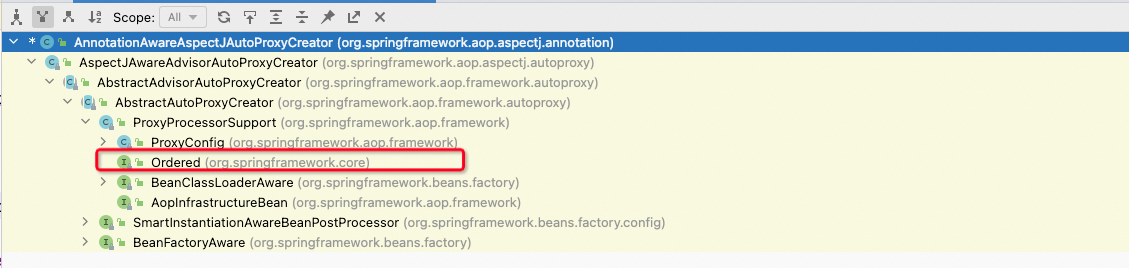 Scope: All
* AnnotationAwareAspectJAutoProxyCreator (org.springframework.aop.aspectj.annotation)
AspectJAwareAdvisorAutoProxyCreator (org.springframework.aop.aspectj.autoproxy)
AbstractAdvisorAutoProxyCreator (org.springframework.aop.framework.autoproxy)
AbstractAutoProxyCreator (org.springframework.aop.framework.autoproxy)
ProxyProcessorSupport (org.springframework.aop.framework)
ProxyConfig (org.springframework.aop.framework)
Ordered (org.springframework.core)
BeanClassLoaderAware (org.springframework.beans.factory)
AopInfrastructureBean (org.springframework.aop.framework)
SmartInstantiationAwareBeanPostProcessor (org.springframework.beans.factory.config)
BeanFactoryAware (org.springframework.beans.factory)